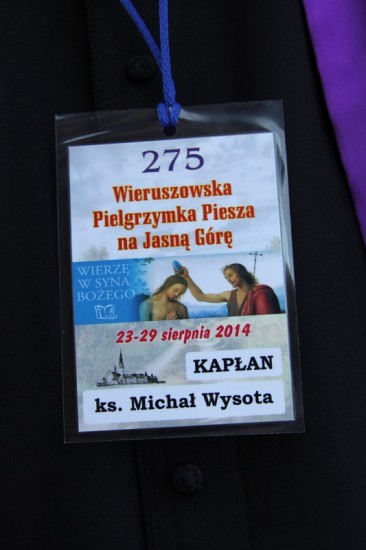 275
Wieruszowska
Pielgrzymka Piesza
na Jasną Górę
WIERZĘ
W SYNA
BOŻEGO
23-29 sierpnia 2014
KAPŁAN
ks. Michał Wysota